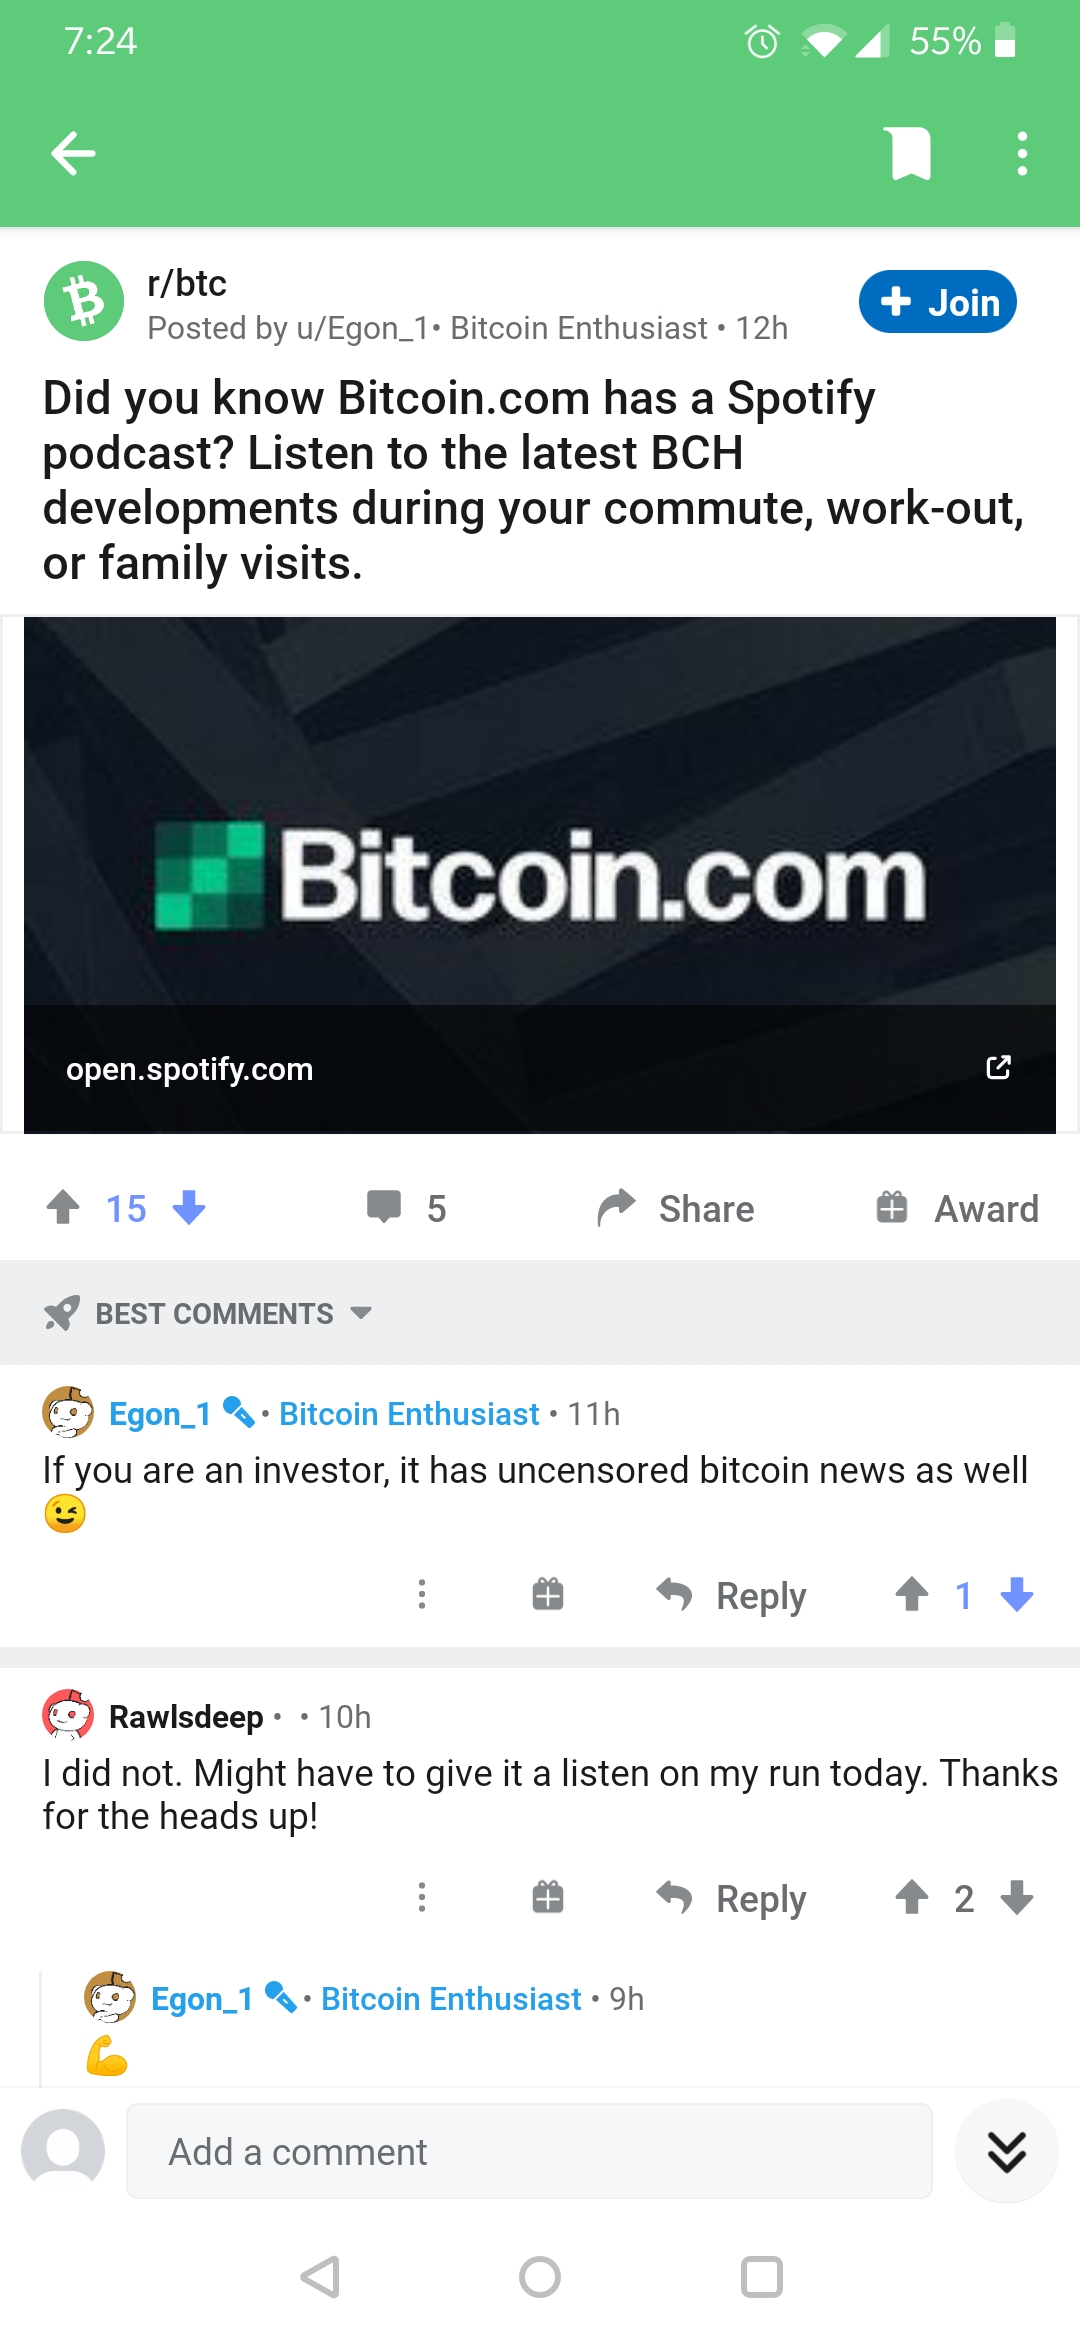 7:24
55%
r/btc
Posted by u/Egon_1• Bitcoin Enthusiast • 12h
Join
Did you know Bitcoin.com has a Spotify
podcast? Listen to the latest BCH
developments during your commute, work-out,
or family visits.
Bitcoin.com
open.spotify.com
15
5
Share
Award
BEST COMMENTS
Egon_1 • Bitcoin Enthusiast • 11h
If you are an investor, it has uncensored bitcoin news as well
😉
Reply
1
Rawlsdeep • • 10h
I did not. Might have to give it a listen on my run today. Thanks
for the heads up!
Reply
2
Egon_1 • Bitcoin Enthusiast • 9h
💪
Add a comment